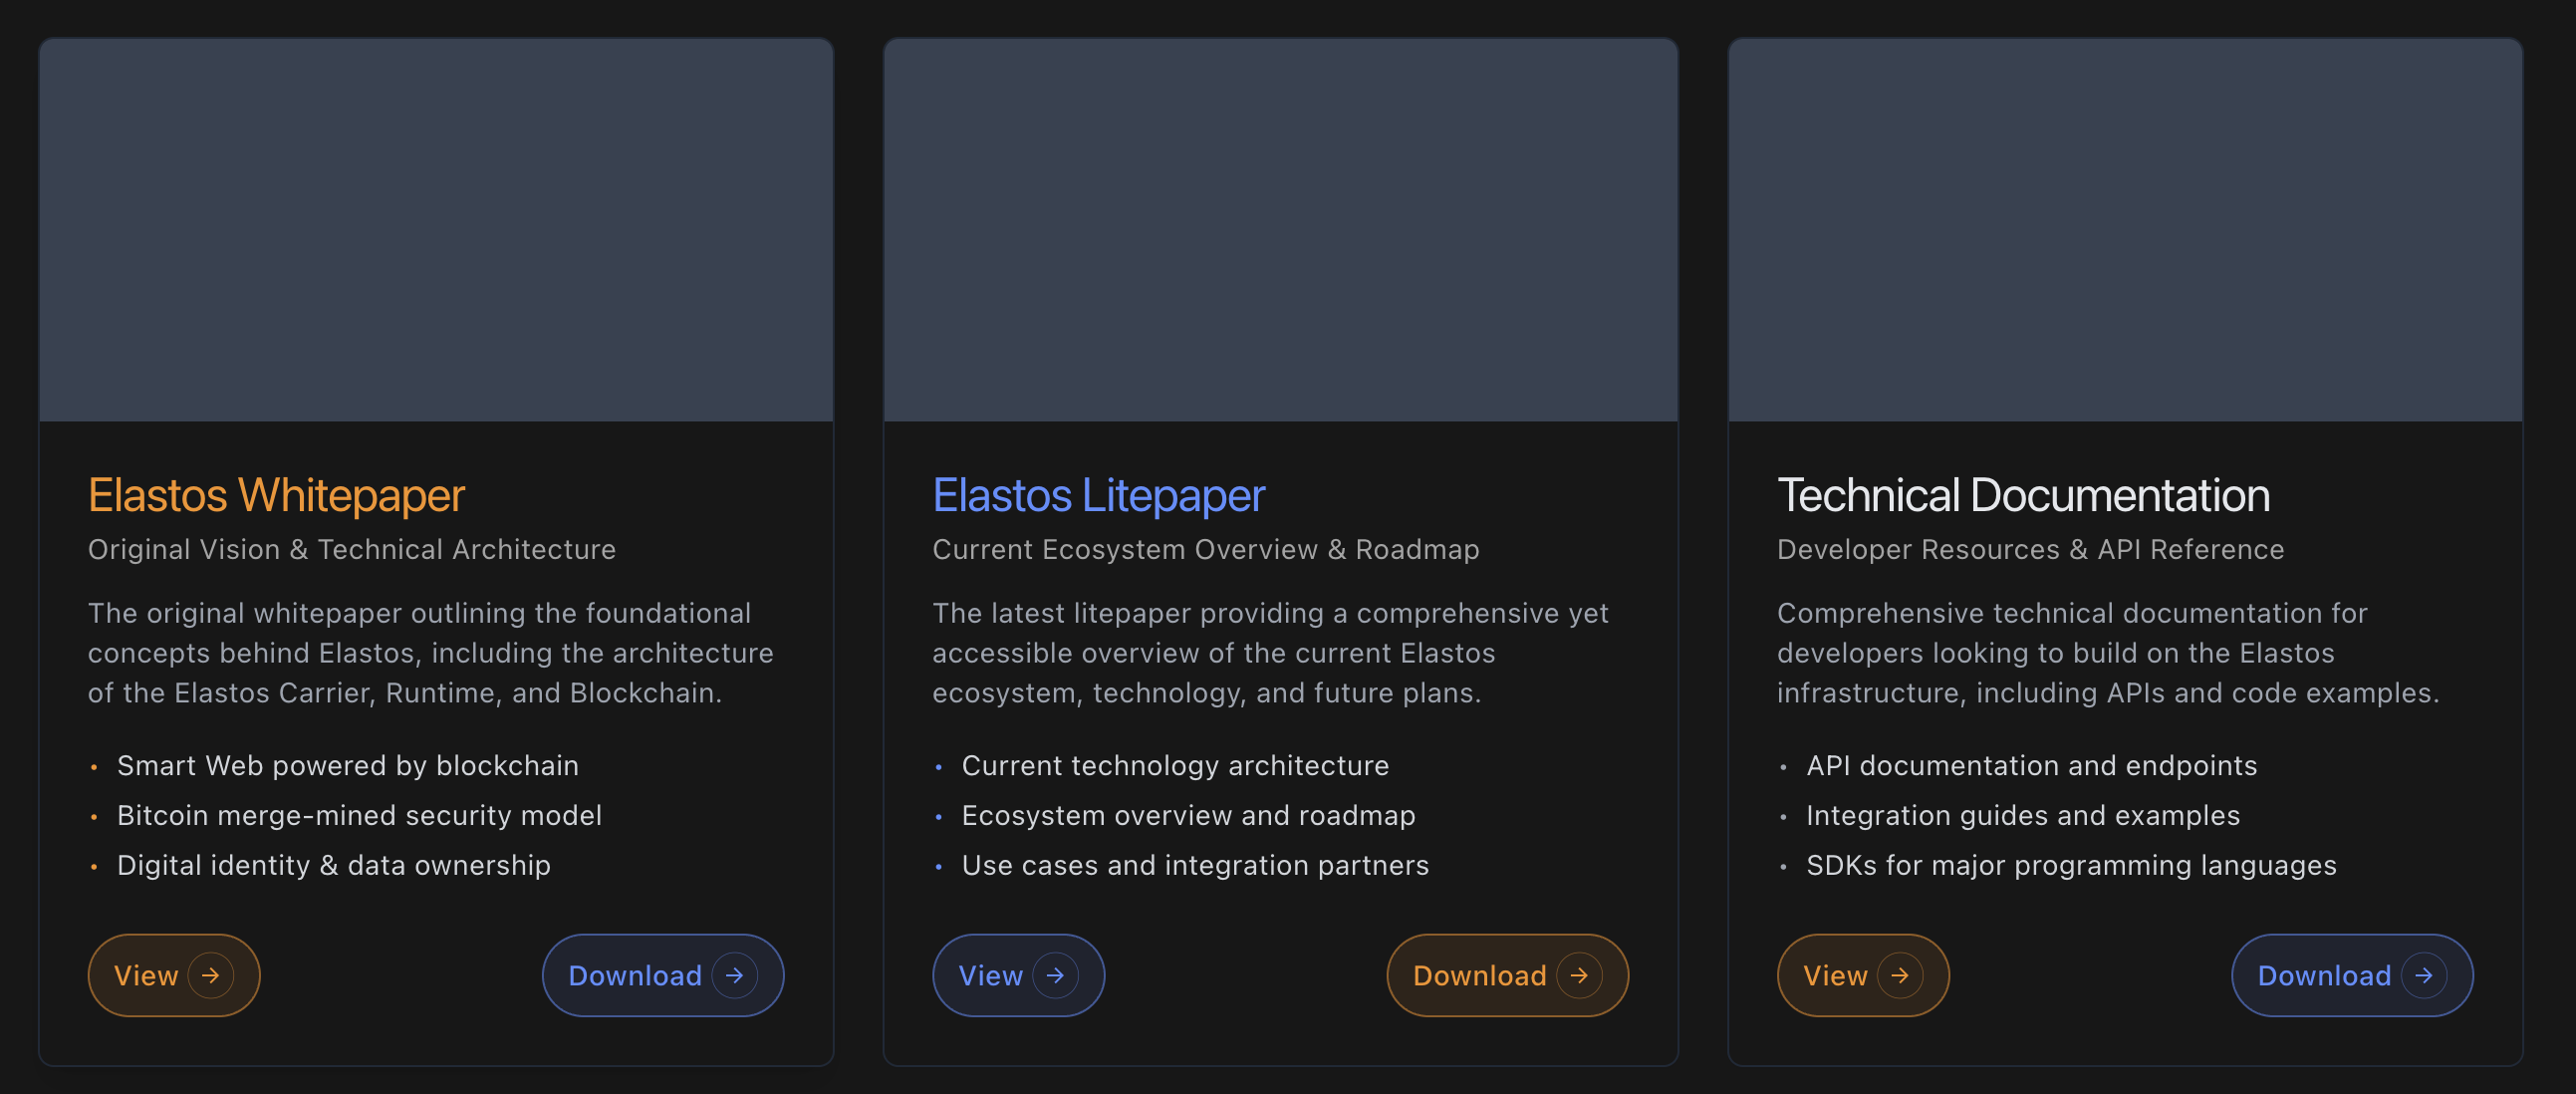 Elastos Whitepaper
Original Vision & Technical Architecture
The original whitepaper outlining the foundational
concepts behind Elastos, including the architecture
of the Elastos Carrier, Runtime, and Blockchain.
• Smart Web powered by blockchain
• Bitcoin merge-mined security model
• Digital identity & data ownership
View →
Download →
Elastos Litepaper
Current Ecosystem Overview & Roadmap
The latest litepaper providing a comprehensive yet
accessible overview of the current Elastos
ecosystem, technology, and future plans.
• Current technology architecture
• Ecosystem overview and roadmap
• Use cases and integration partners
View →
Download →
Technical Documentation
Developer Resources & API Reference
Comprehensive technical documentation for
developers looking to build on the Elastos
infrastructure, including APIs and code examples.
• API documentation and endpoints
• Integration guides and examples
• SDKs for major programming languages
View →
Download →